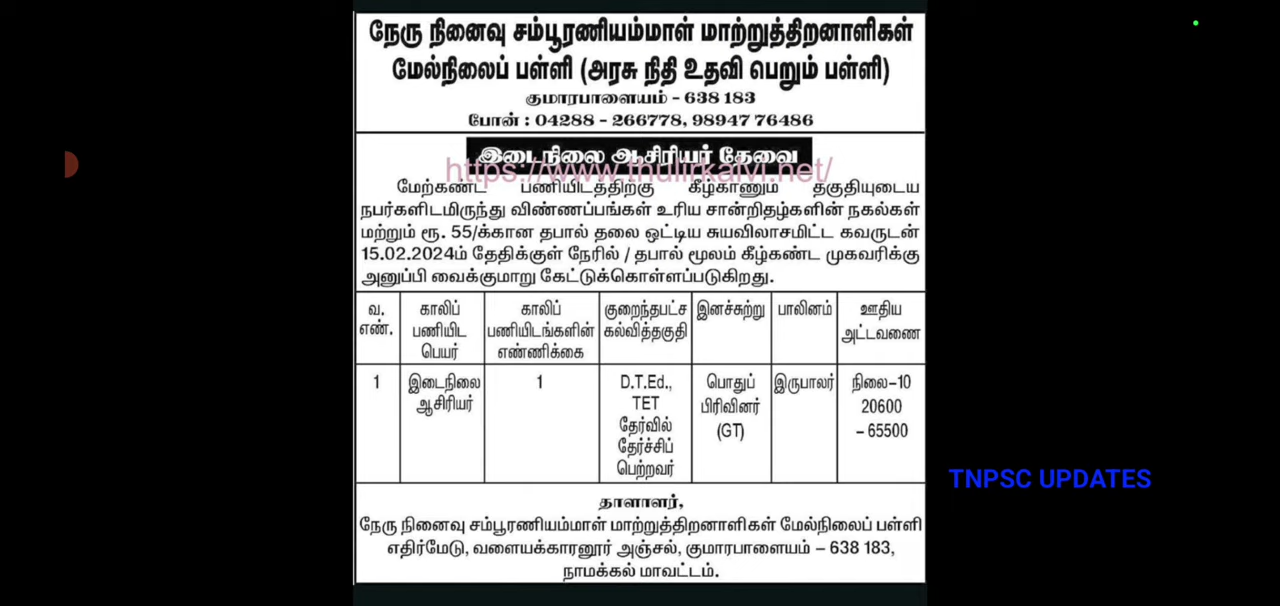 நேரு நினைவு சம்பூரணியம்மாள் மாற்றுத்திறனாளிகள்
மேல்நிலைப் பள்ளி (அரசு நிதி உதவி பெறும் பள்ளி)
குமாரபாளையம் - 638 183
போன் : 04288 - 266778, 98947 76486
இடைநிலை ஆசிரியர் தேவை
https://www.thulirkalvi.net/
மேற்கண்ட பணியிடத்திற்கு கீழ்காணும் தகுதியுடைய
நபர்களிடமிருந்து விண்ணப்பங்கள் உரிய சான்றிதழ்களின் நகல்கள்
மற்றும் ரூ. 55/க்கான தபால் தலை ஒட்டிய சுயவிலாசமிட்ட கவருடன்
15.02.2024ம் தேதிக்குள் நேரில் / தபால் மூலம் கீழ்கண்ட முகவரிக்கு
அனுப்பி வைக்குமாறு கேட்டுக்கொள்ளப்படுகிறது.
வ. காலிப் காலிப் குறைந்தபட்ச இனச்சுற்று பாலினம் ஊதிய
எண். பணியிட பணியிடங்களின் கல்வித்தகுதி அட்டவணை
பெயர் எண்ணிக்கை
1 இடைநிலை 1 D.T.Ed., பொதுப் இருபாலர் நிலை-10
ஆசிரியர் TET பிரிவினர் 20600
தேர்வில் (GT) - 65500
தேர்ச்சிப்
பெற்றவர்
TNPSC UPDATES
தாளாளர்,
நேரு நினைவு சம்பூரணியம்மாள் மாற்றுத்திறனாளிகள் மேல்நிலைப் பள்ளி
எதிர்மேடு, வளையக்காரனூர் அஞ்சல், குமாரபாளையம் - 638 183,
நாமக்கல் மாவட்டம்.